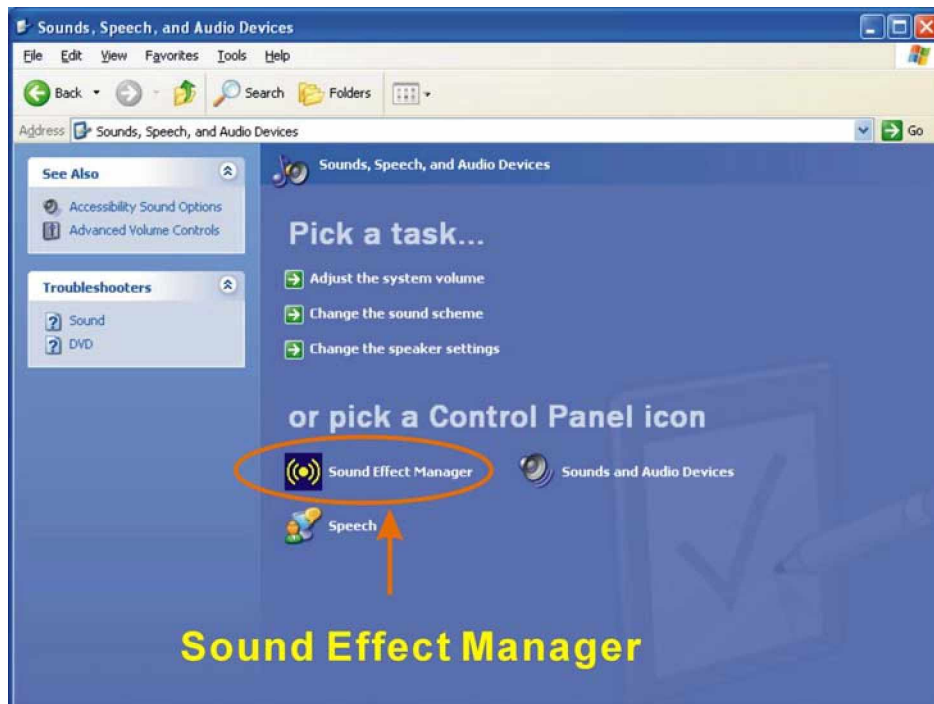 Sounds, Speech, and Audio Devices
File Edit View Favorites Tools Help
Back Search Folders
Address Sounds, Speech, and Audio Devices Go
See Also
Accessibility Sound Options
Advanced Volume Controls
Troubleshooters
Sound
DVD
Sounds, Speech, and Audio Devices
Pick a task...
Adjust the system volume
Change the sound scheme
Change the speaker settings
or pick a Control Panel icon
Sound Effect Manager Sounds and Audio Devices
Speech
Sound Effect Manager